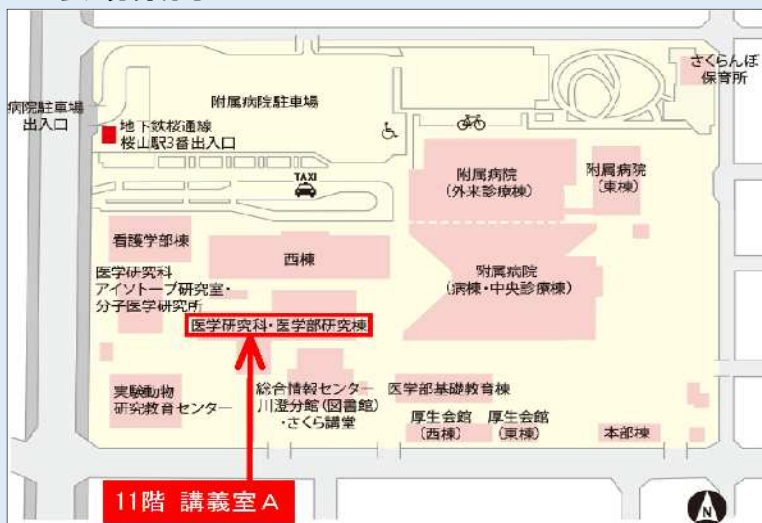 さくらんぼ
保育所
病院駐車場
出入口
附属病院駐車場
地下鉄桜通線
桜山駅3番出入口
TAXI
附属病院
(外来診療棟)
附属病院
(東棟)
看護学部棟
西棟
附属病院
(病棟・中央診療棟)
医学研究科
アイソトープ研究室・
分子医学研究所
医学研究科・医学部研究棟
実験動物
研究教育センター
総合情報センター
川澄分館(図書館)
・さくら講堂
医学部基礎教育棟
厚生会館
(西棟)
厚生会館
(東棟)
本部棟
11階 講義室A
N